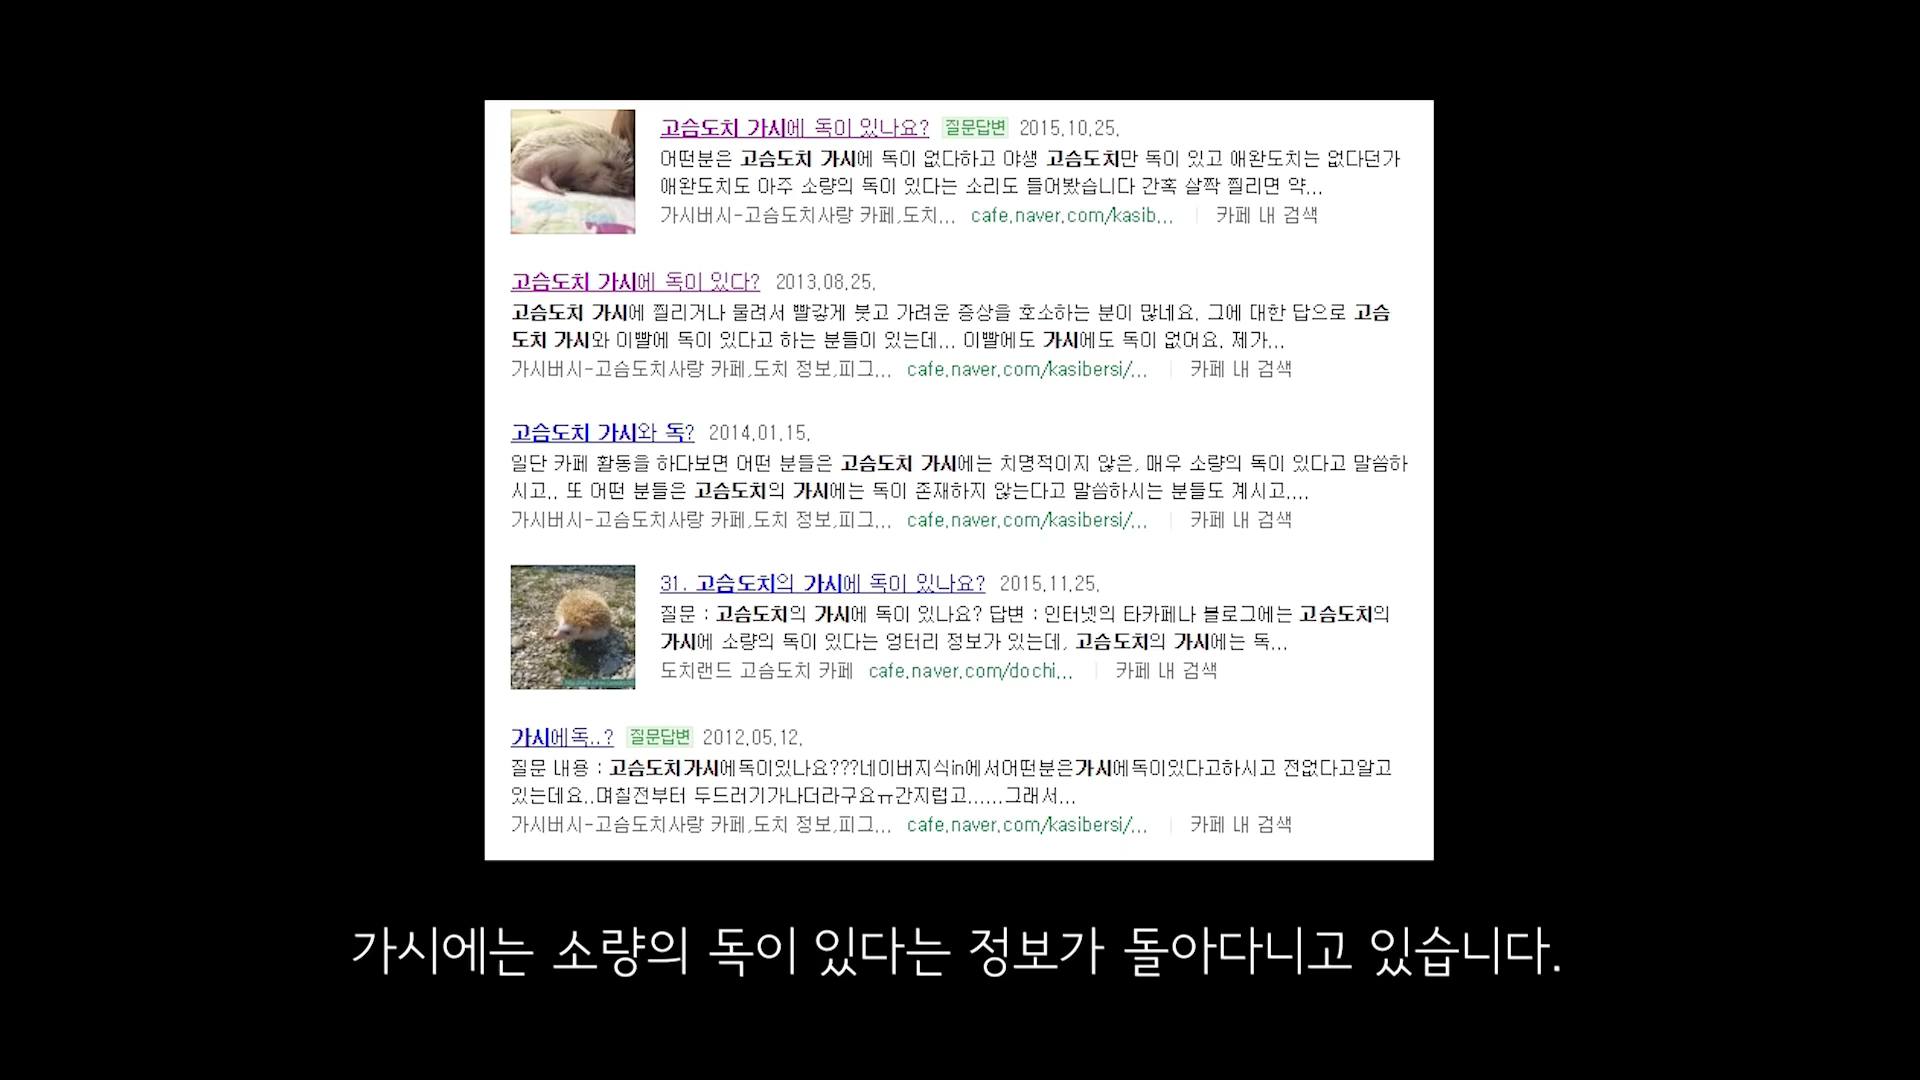 고슴도치 가시에 독이 있나요? 질문답변 2015.10.25.
어떤분은 고슴도치 가시에 독이 없다하고 야생 고슴도치만 독이 있고 애완도치는 없다던가
애완도치도 아주 소량의 독이 있다는 소리도 들어봤습니다 간혹 살짝 찔리면 약...
가시버시-고슴도치사랑 카페,도치... cafe.naver.com/kasib... 카페 내 검색
고슴도치 가시에 독이 있다? 2013.08.25.
고슴도치 가시에 찔리거나 물려서 빨갛게 붓고 가려운 증상을 호소하는 분이 많네요. 그에 대한 답으로 고슴
도치 가시와 이빨에 독이 있다고 하는 분들이 있는데... 이빨에도 가시에도 독이 없어요. 제가...
가시버시-고슴도치사랑 카페,도치 정보,피그... cafe.naver.com/kasibersi/... 카페 내 검색
고슴도치 가시와 독? 2014.01.15.
일단 카페 활동을 하다보면 어떤 분들은 고슴도치 가시에는 치명적이지 않은, 매우 소량의 독이 있다고 말씀하
시고.. 또 어떤 분들은 고슴도치의 가시에는 독이 존재하지 않는다고 말씀하시는 분들도 계시고....
가시버시-고슴도치사랑 카페,도치 정보,피그... cafe.naver.com/kasibersi/... 카페 내 검색
31. 고슴도치의 가시에 독이 있나요? 2015.11.25.
질문 : 고슴도치의 가시에 독이 있나요? 답변 : 인터넷의 타카페나 블로그에는 고슴도치의
가시에 소량의 독이 있다는 엉터리 정보가 있는데, 고슴도치의 가시에는 독...
도치랜드 고슴도치 카페 cafe.naver.com/dochi... 카페 내 검색
가시에독..? 질문답변 2012.05.12.
질문 내용 : 고슴도치가시에독이있나요???네이버지식in에서어떤분은가시에독이있다고하시고 전없다고알고
있는데요..며칠전부터 두드러기가나더라구요ㅠ간지럽고......그래서...
가시버시-고슴도치사랑 카페,도치 정보,피그... cafe.naver.com/kasibersi/... 카페 내 검색
가시에는 소량의 독이 있다는 정보가 돌아다니고 있습니다.